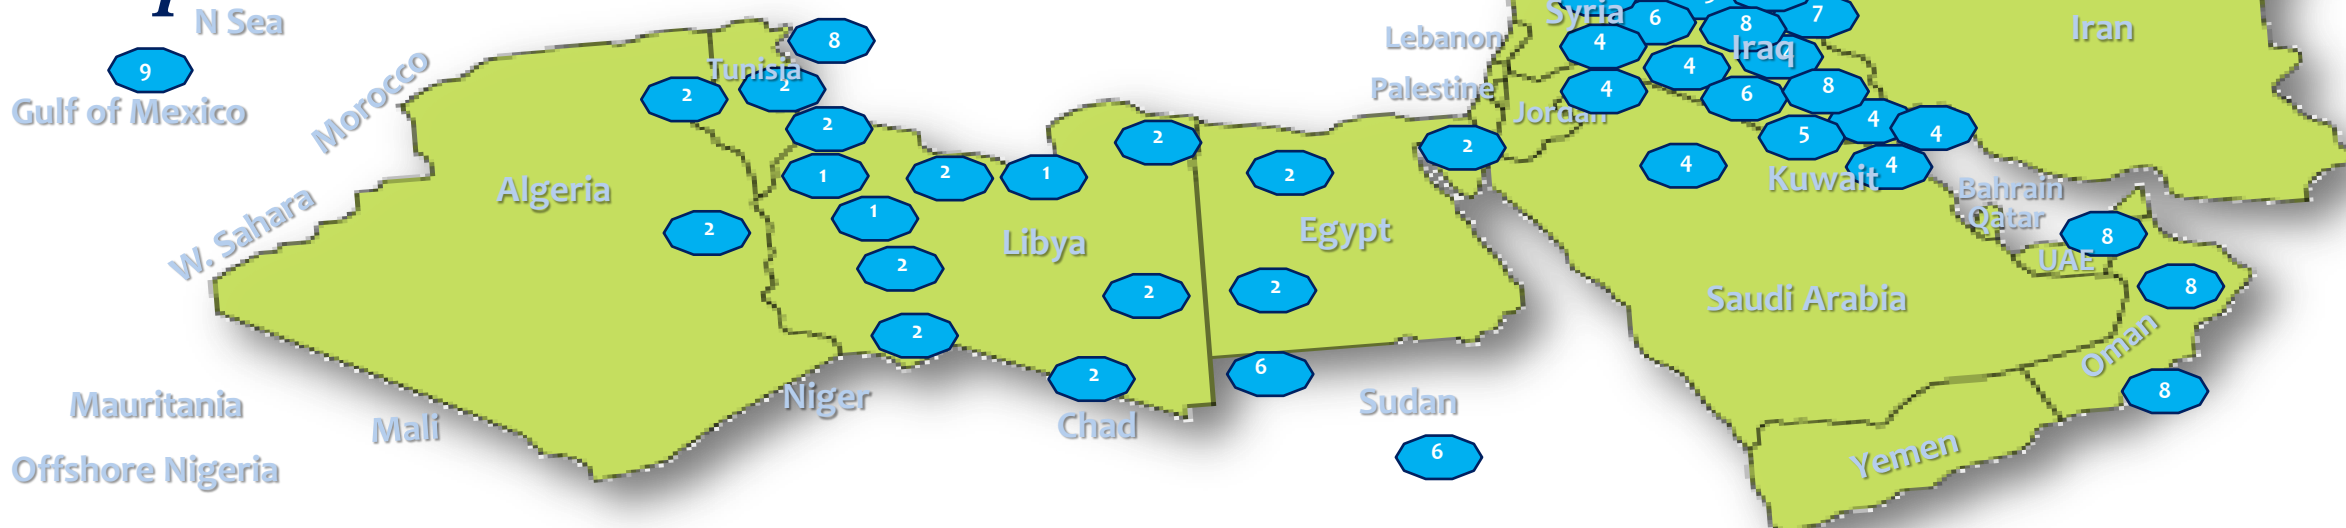 N Sea
9
Gulf of Mexico
Morocco
W. Sahara
Mauritania
Mali
Offshore Nigeria
Algeria
2
2
Tunisia
2
8
2
1
1
2
2
2
1
2
Libya
2
2
Niger
Chad
2
Egypt
2
6
Sudan
6
2
Lebanon
Palestine
Jordan
Syria
6
8
7
4
Iraq
4
4
6
8
5
4
4
4
4
Kuwait
Iran
Bahrain
Qatar
8
UAE
8
Saudi Arabia
Oman
8
Yemen